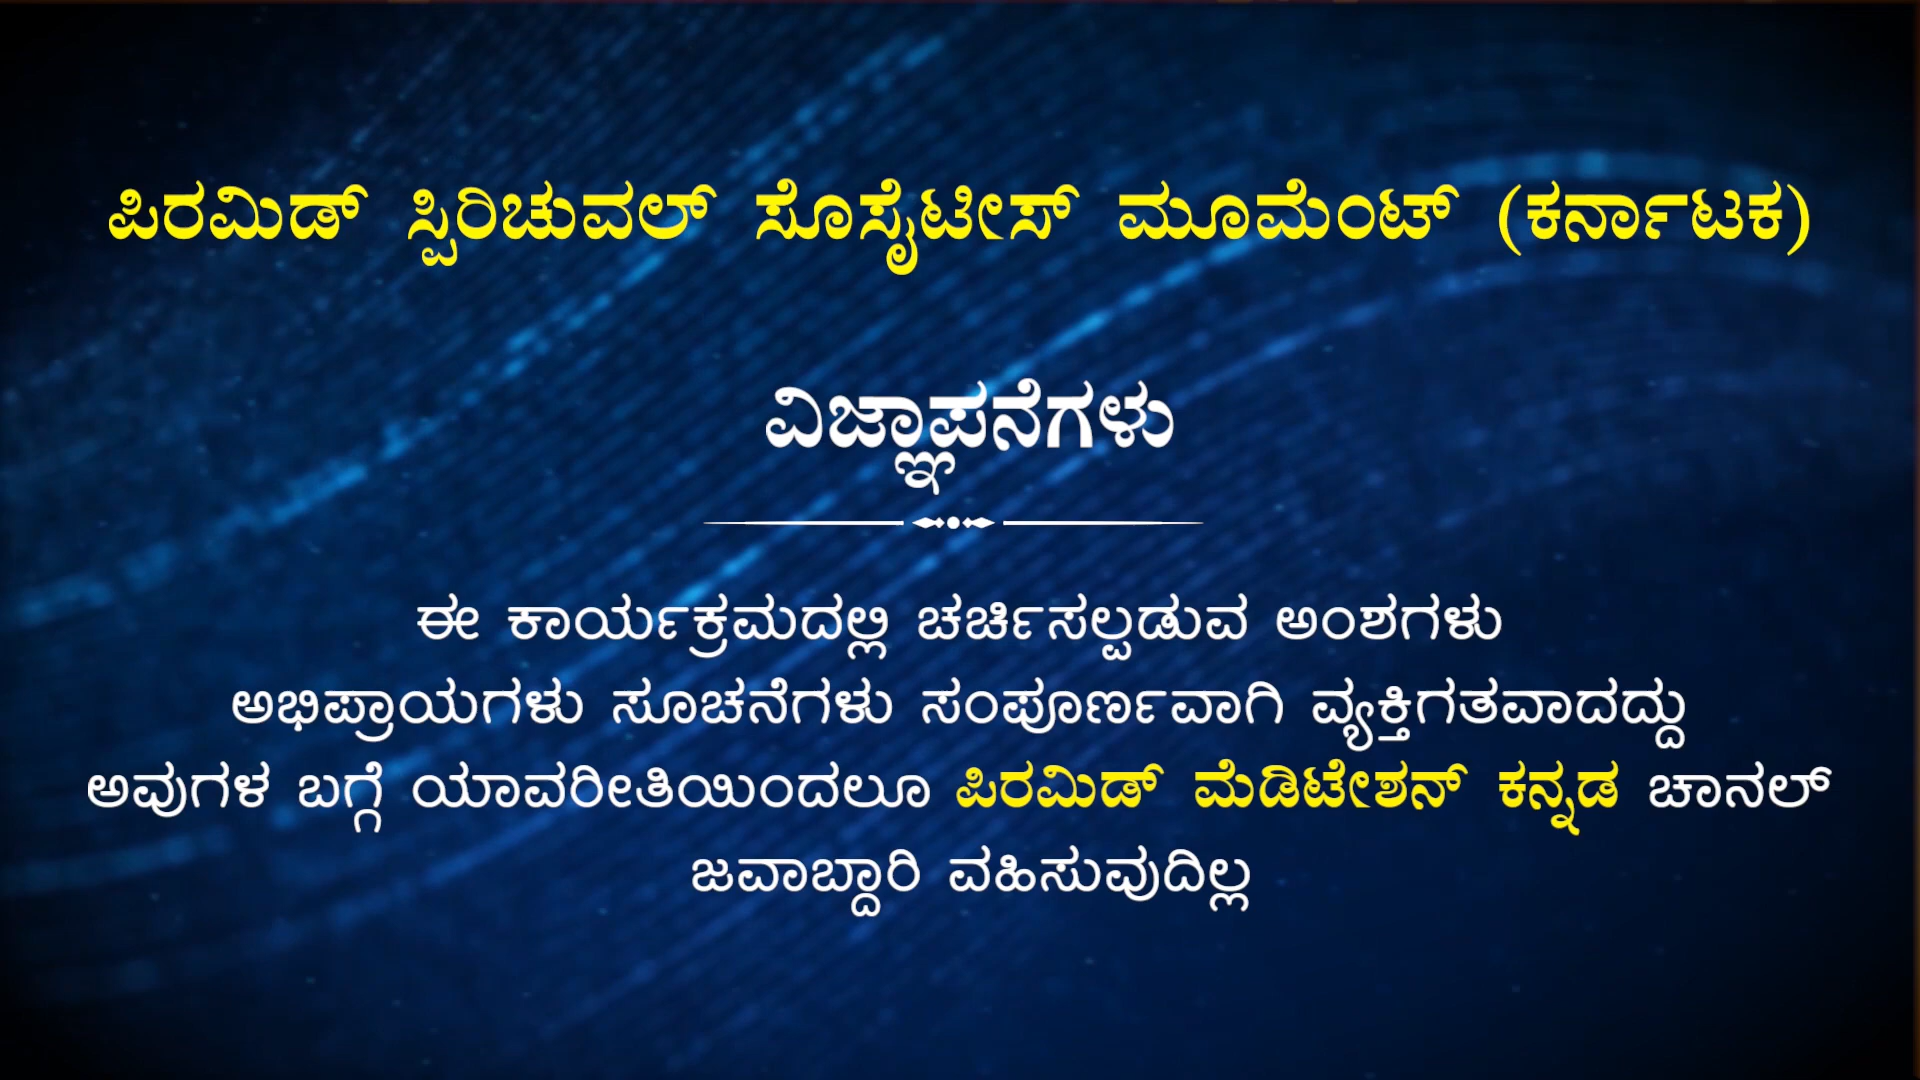 ಪಿರಮಿಡ್ ಸ್ಪಿರಿಚುವಲ್ ಸೊಸೈಟೀಸ್ ಮೂಮೆಂಟ್ (ಕರ್ನಾಟಕ)
ವಿಜ್ಞಾಪನೆಗಳು
ಈ ಕಾರ್ಯಕ್ರಮದಲ್ಲಿ ಚರ್ಚಿಸಲ್ಪಡುವ ಅಂಶಗಳು
ಅಭಿಪ್ರಾಯಗಳು ಸೂಚನೆಗಳು ಸಂಪೂರ್ಣವಾಗಿ ವ್ಯಕ್ತಿಗತವಾದದ್ದು
ಅವುಗಳ ಬಗ್ಗೆ ಯಾವರೀತಿಯಿಂದಲೂ ಪಿರಮಿಡ್ ಮೆಡಿಟೇಶನ್ ಕನ್ನಡ ಚಾನಲ್
ಜವಾಬ್ದಾರಿ ವಹಿಸುವುದಿಲ್ಲ